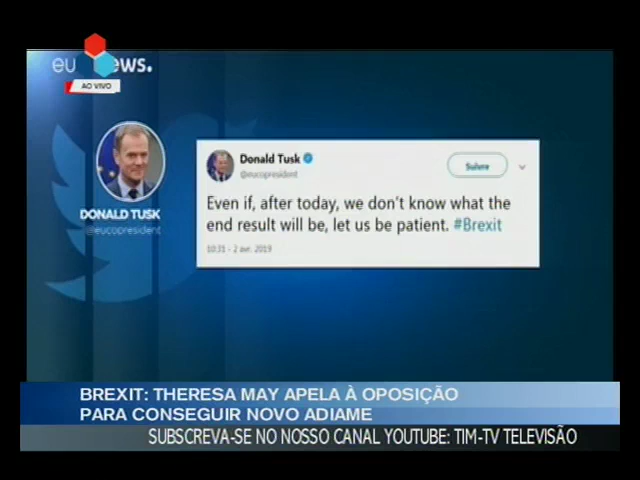 eu ews.
AO VIVO
DONALD TUSK
@eucopresident
Donald Tusk
@eucopresident
Suivre
Even if, after today, we don't know what the
end result will be, let us be patient. #Brexit
10:31 - 2 avr. 2019
BREXIT: THERESA MAY APELA À OPOSIÇÃO
PARA CONSEGUIR NOVO ADIAME
SUBSCREVA-SE NO NOSSO CANAL YOUTUBE: TIM-TV TELEVISÃO